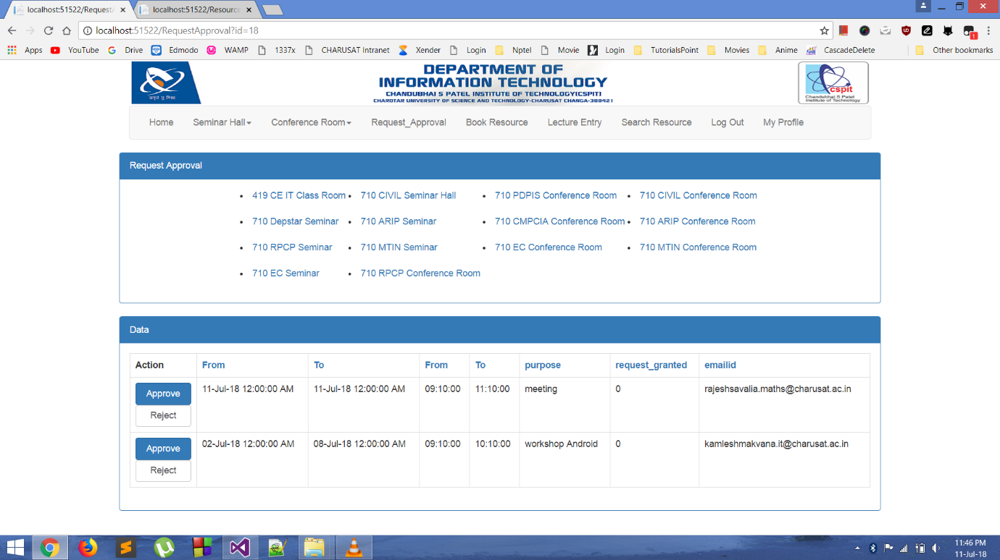 localhost:51522/Request× localhost:51522/Resource×
localhost:51522/RequestApproval?id=18
Apps YouTube Drive Edmodo WAMP 1337x CHARUSAT Intranet Xender Login Nptel Movie Login TutorialsPoint Movies Anime CascadeDelete Other bookmarks
DEPARTMENT OF
INFORMATION TECHNOLOGY
CHANDUBHAI S PATEL INSTITUTE OF TECHNOLOGY(CSPIT)
CHAROTAR UNIVERSITY OF SCIENCE AND TECHNOLOGY-CHARUSAT CHANGA-388421
cspit
Chandubhai S Patel
Institute of Technology
Home Seminar Hall Conference Room Request_Approval Book Resource Lecture Entry Search Resource Log Out My Profile
Request Approval
• 419 CE IT Class Room • 710 CIVIL Seminar Hall • 710 PDPIS Conference Room • 710 CIVIL Conference Room
• 710 Depstar Seminar • 710 ARIP Seminar • 710 CMPCIA Conference Room • 710 ARIP Conference Room
• 710 RPCP Seminar • 710 MTIN Seminar • 710 EC Conference Room • 710 MTIN Conference Room
• 710 EC Seminar • 710 RPCP Conference Room
Data
Action From To From To purpose request_granted emailid
Approve 11-Jul-18 12:00:00 AM 11-Jul-18 12:00:00 AM 09:10:00 11:10:00 meeting 0 rajeshsavalia.maths@charusat.ac.in
Reject
Approve 02-Jul-18 12:00:00 AM 08-Jul-18 12:00:00 AM 09:10:00 10:10:00 workshop Android 0 kamleshmakvana.it@charusat.ac.in
Reject
11:46 PM
11-Jul-18